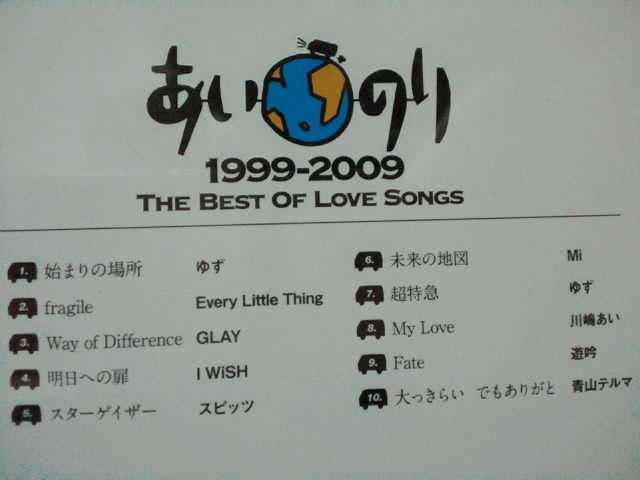 あいのり
1999-2009
THE BEST OF LOVE SONGS
1. 始まりの場所 ゆず
2. fragile Every Little Thing
3. Way of Difference GLAY
4. 明日への扉 I WiSH
5. スターゲイザー スピッツ
6. 未来の地図 Mi
7. 超特急 ゆず
8. My Love 川嶋あい
9. Fate 遊吟
10. 大っきらい でもありがと 青山テルマ